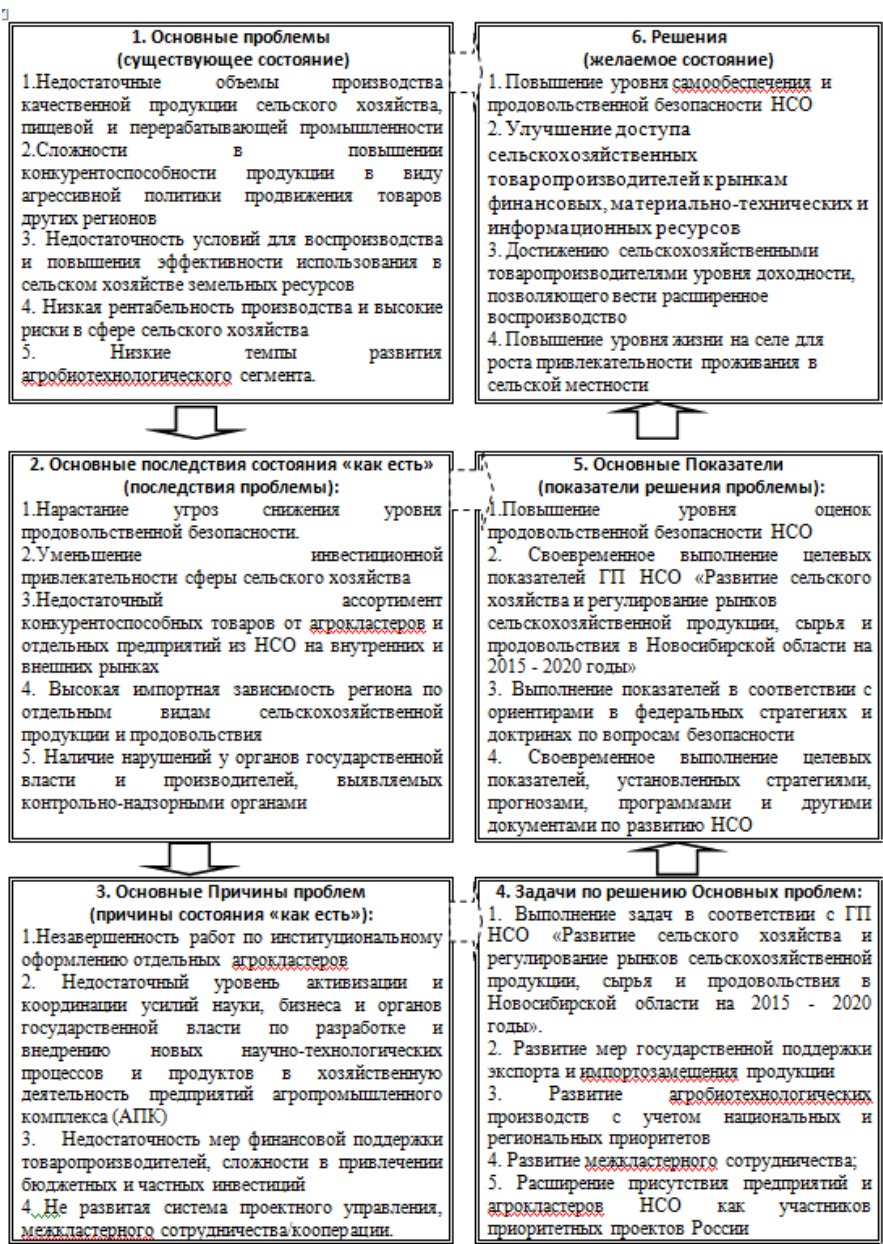 1. Основные проблемы
(существующее состояние)
1.Недостаточные объемы производства
качественной продукции сельского хозяйства,
пищевой и перерабатывающей промышленности
2.Сложности в повышении
конкурентоспособности продукции в виду
агрессивной политики продвижения товаров
других регионов
3. Недостаточность условий для воспроизводства
и повышения эффективности использования в
сельском хозяйстве земельных ресурсов
4. Низкая рентабельность производства и высокие
риски в сфере сельского хозяйства
5. Низкие темпы развития
агробиотехнологического сегмента.
2. Основные последствия состояния «как есть»
(последствия проблемы):
1.Нарастание угроз снижения уровня
продовольственной безопасности.
2.Уменьшение инвестиционной
привлекательности сферы сельского хозяйства
3.Недостаточный ассортимент
конкурентоспособных товаров от агрокластеров и
отдельных предприятий из НСО на внутренних и
внешних рынках
4. Высокая импортная зависимость региона по
отдельным видам сельскохозяйственной
продукции и продовольствия
5. Наличие нарушений у органов государственной
власти и производителей, выявляемых
контрольно-надзорными органами
3. Основные Причины проблем
(причины состояния «как есть»):
1.Незавершенность работ по институциональному
оформлению отдельных агрокластеров
2. Недостаточный уровень активизации и
координации усилий науки, бизнеса и органов
государственной власти по разработке и
внедрению новых научно-технологических
процессов и продуктов в хозяйственную
деятельность предприятий агропромышленного
комплекса (АПК)
3. Недостаточность мер финансовой поддержки
товаропроизводителей, сложности в привлечении
бюджетных и частных инвестиций
4. Не развитая система проектного управления,
межкластерного сотрудничества/кооперации.
4. Задачи по решению Основных проблем:
1. Выполнение задач в соответствии с ГП
НСО «Развитие сельского хозяйства и
регулирование рынков сельскохозяйственной
продукции, сырья и продовольствия в
Новосибирской области на 2015 - 2020
годы».
2. Развитие мер государственной поддержки
экспорта и импортозамещения продукции
3. Развитие агробиотехнологических
производств с учетом национальных и
региональных приоритетов
4. Развитие межкластерного сотрудничества;
5. Расширение присутствия предприятий и
агрокластеров НСО как участников
приоритетных проектов России
5. Основные Показатели
(показатели решения проблемы):
1.Повышение уровня оценок
продовольственной безопасности НСО
2. Своевременное выполнение целевых
показателей ГП НСО «Развитие сельского
хозяйства и регулирование рынков
сельскохозяйственной продукции, сырья и
продовольствия в Новосибирской области на
2015 - 2020 годы»
3. Выполнение показателей в соответствии с
ориентирами в федеральных стратегиях и
доктринах по вопросам безопасности
4. Своевременное выполнение целевых
показателей, установленных стратегиями,
прогнозами, программами и другими
документами по развитию НСО
6. Решения
(желаемое состояние)
1. Повышение уровня самообеспечения и
продовольственной безопасности НСО
2. Улучшение доступа
сельскохозяйственных
товаропроизводителей к рынкам
финансовых, материально-технических и
информационных ресурсов
3. Достижению сельскохозяйственными
товаропроизводителями уровня доходности,
позволяющего вести расширенное
воспроизводство
4. Повышение уровня жизни на селе для
роста привлекательности проживания в
сельской местности